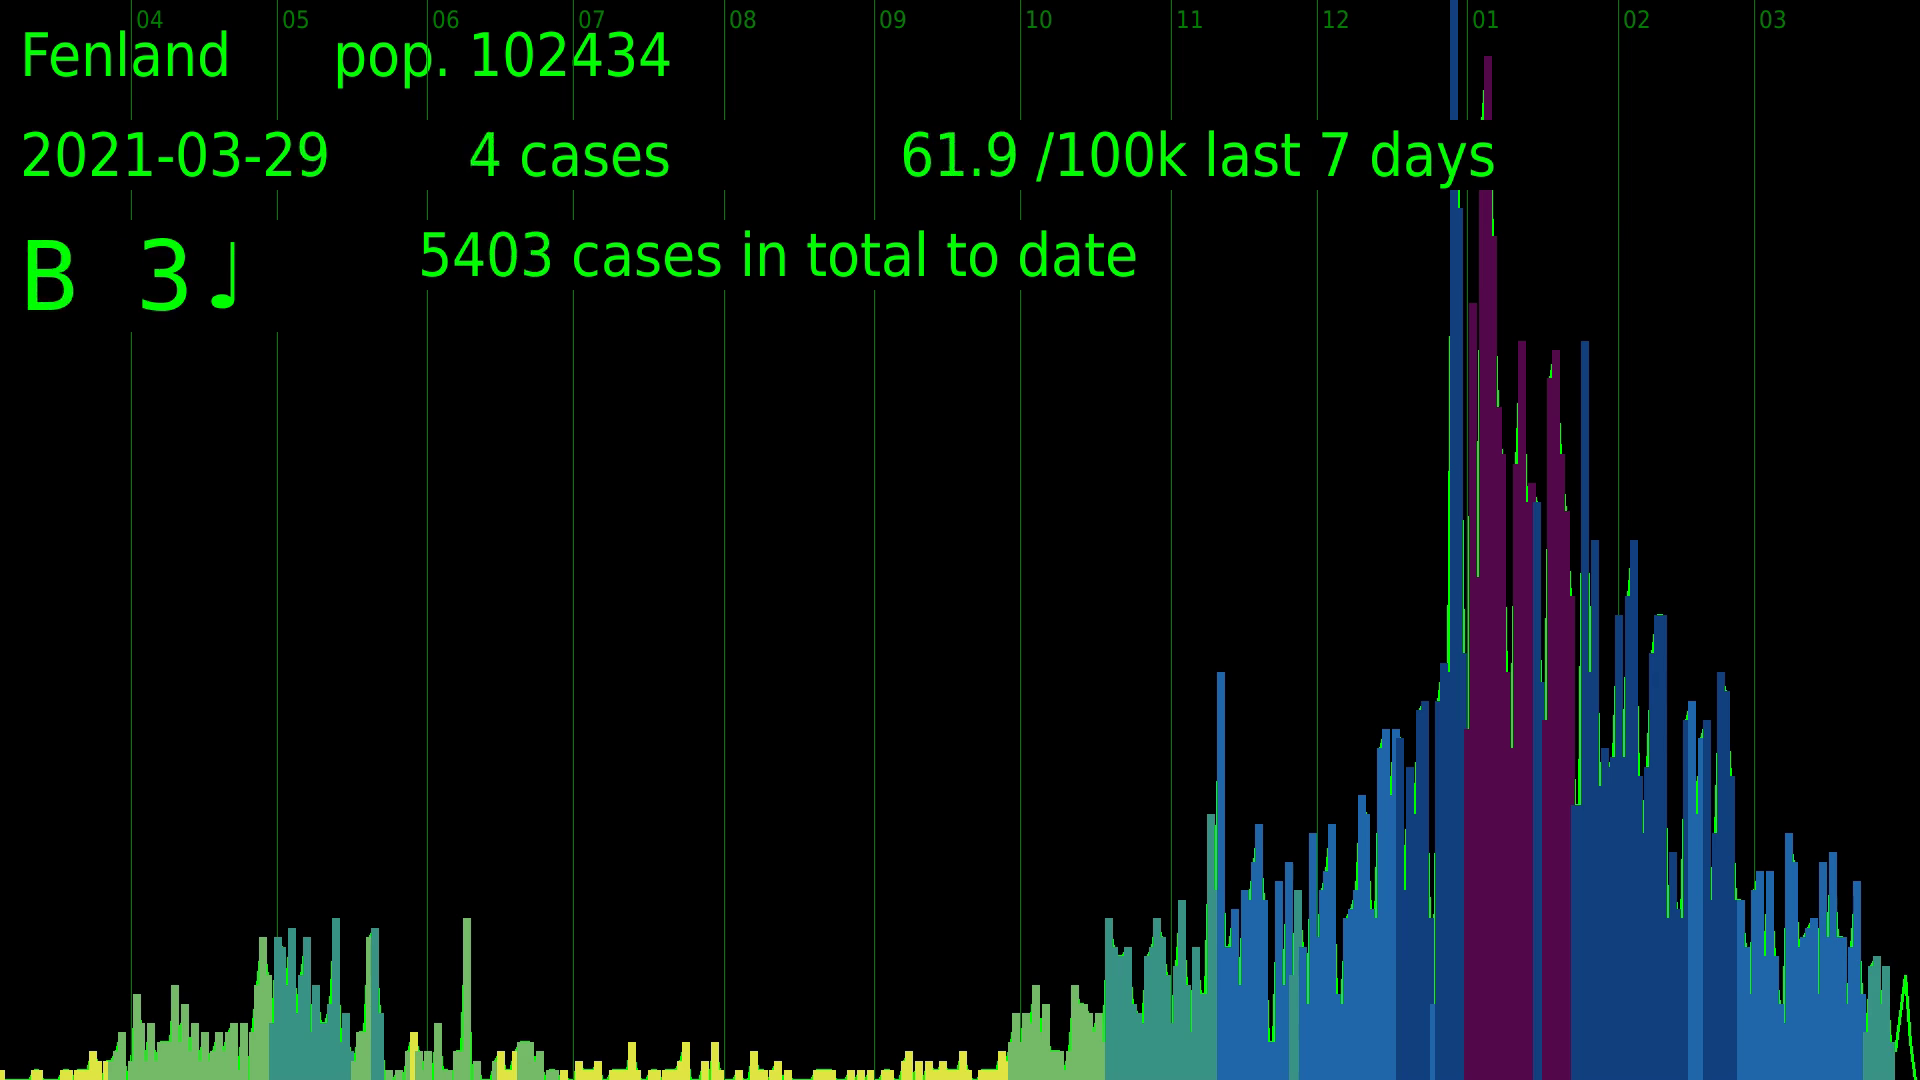 04 05 06 07 08 09 10 11 12 01 02 03
Fenland pop. 102434
2021-03-29 4 cases 61.9 /100k last 7 days
B 3♩ 5403 cases in total to date